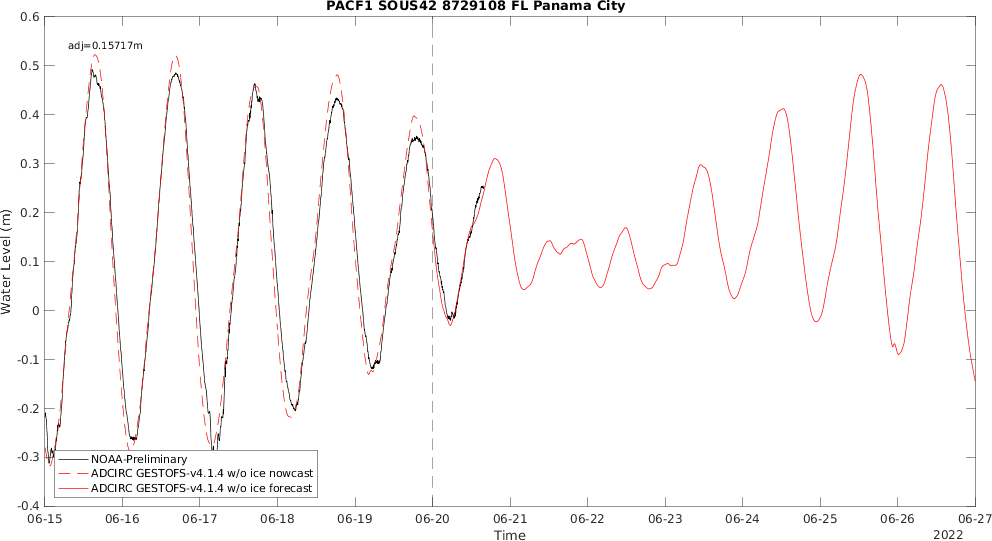 PACF1 SOUS42 8729108 FL Panama City
adj=0.15717m
Water Level (m)
0.6
0.5
0.4
0.3
0.2
0.1
0
-0.1
-0.2
-0.3
-0.4
NOAA-Preliminary
ADCIRC GESTOFS-v4.1.4 w/o ice nowcast
ADCIRC GESTOFS-v4.1.4 w/o ice forecast
06-15 06-16 06-17 06-18 06-19 06-20 06-21 06-22 06-23 06-24 06-25 06-26 06-27
Time
2022